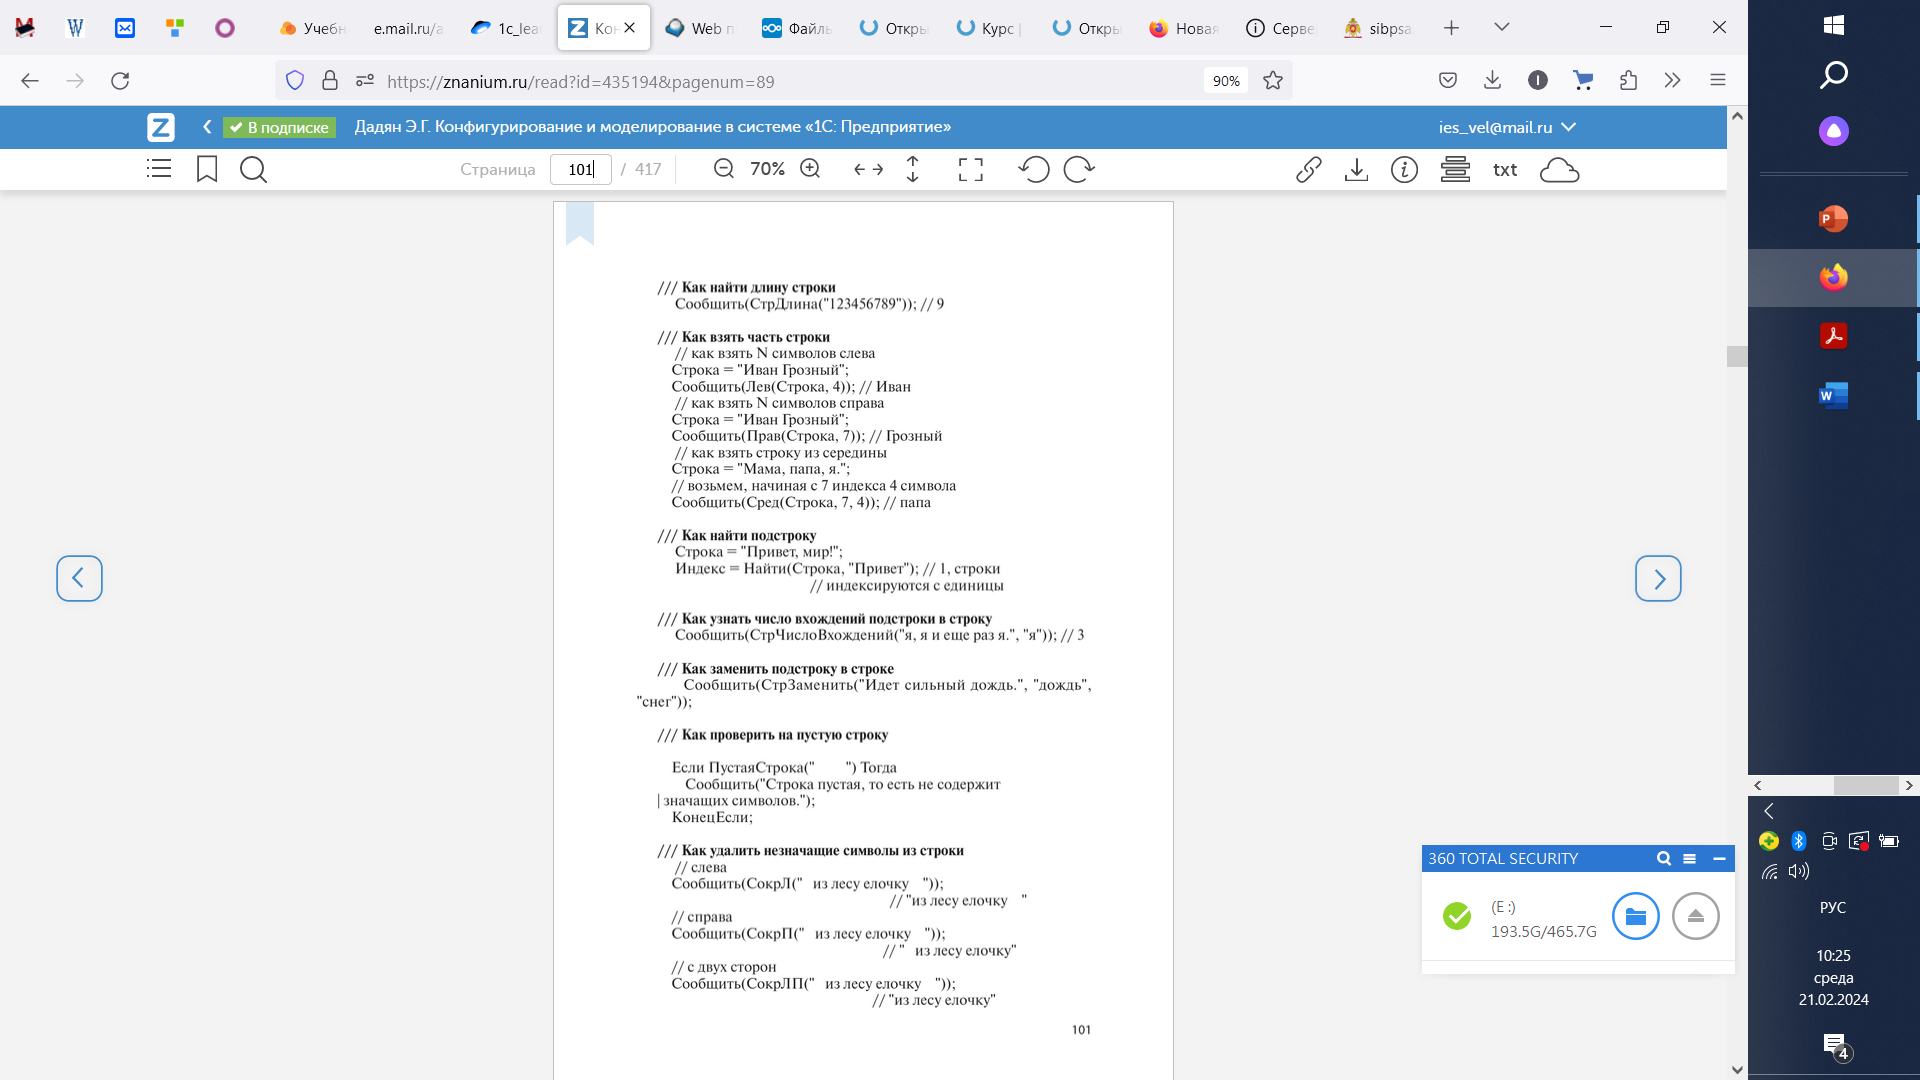 Учебн
e.mail.ru/а
1c_lear
Кон
Web п
Файль
Откры
Курс |
Откры
Новая
Серве
sibpsa
https://znanium.ru/read?id=435194&pagenum=89
90%
В подписке
Дадян Э.Г. Конфигурирование и моделирование в системе «1С: Предприятие»
ies_vel@mail.ru
Страница 101 / 417
70%
txt
/// Как найти длину строки
Сообщить(СтрДлина("123456789")); // 9
/// Как взять часть строки
// как взять N символов слева
Строка = "Иван Грозный";
Сообщить(Лев(Строка, 4)); // Иван
// как взять N символов справа
Строка = "Иван Грозный";
Сообщить(Прав(Строка, 7)); // Грозный
// как взять строку из середины
Строка = "Мама, папа, я.";
// возьмем, начиная с 7 индекса 4 символа
Сообщить(Сред(Строка, 7, 4)); // папа
/// Как найти подстроку
Строка = "Привет, мир!";
Индекс = Найти(Строка, "Привет"); // 1, строки
// индексируются с единицы
/// Как узнать число вхождений подстроки в строку
Сообщить(СтрЧислоВхождений("я, я и еще раз я.", "я")); // 3
/// Как заменить подстроку в строке
Сообщить(СтрЗаменить("Идет сильный дождь.", "дождь",
"снег"));
/// Как проверить на пустую строку
Если ПустаяСтрока("        ") Тогда
Сообщить("Строка пустая, то есть не содержит
| значащих символов.");
КонецЕсли;
/// Как удалить незначащие символы из строки
// слева
Сообщить(СокрЛ("   из лесу елочку    "));
// "из лесу елочку    "
// справа
Сообщить(СокрП("   из лесу елочку    "));
// "   из лесу елочку"
// с двух сторон
Сообщить(СокрЛП("   из лесу елочку    "));
// "из лесу елочку"
101
360 TOTAL SECURITY
(E :)
193.5G/465.7G
РУС
10:25
среда
21.02.2024
4